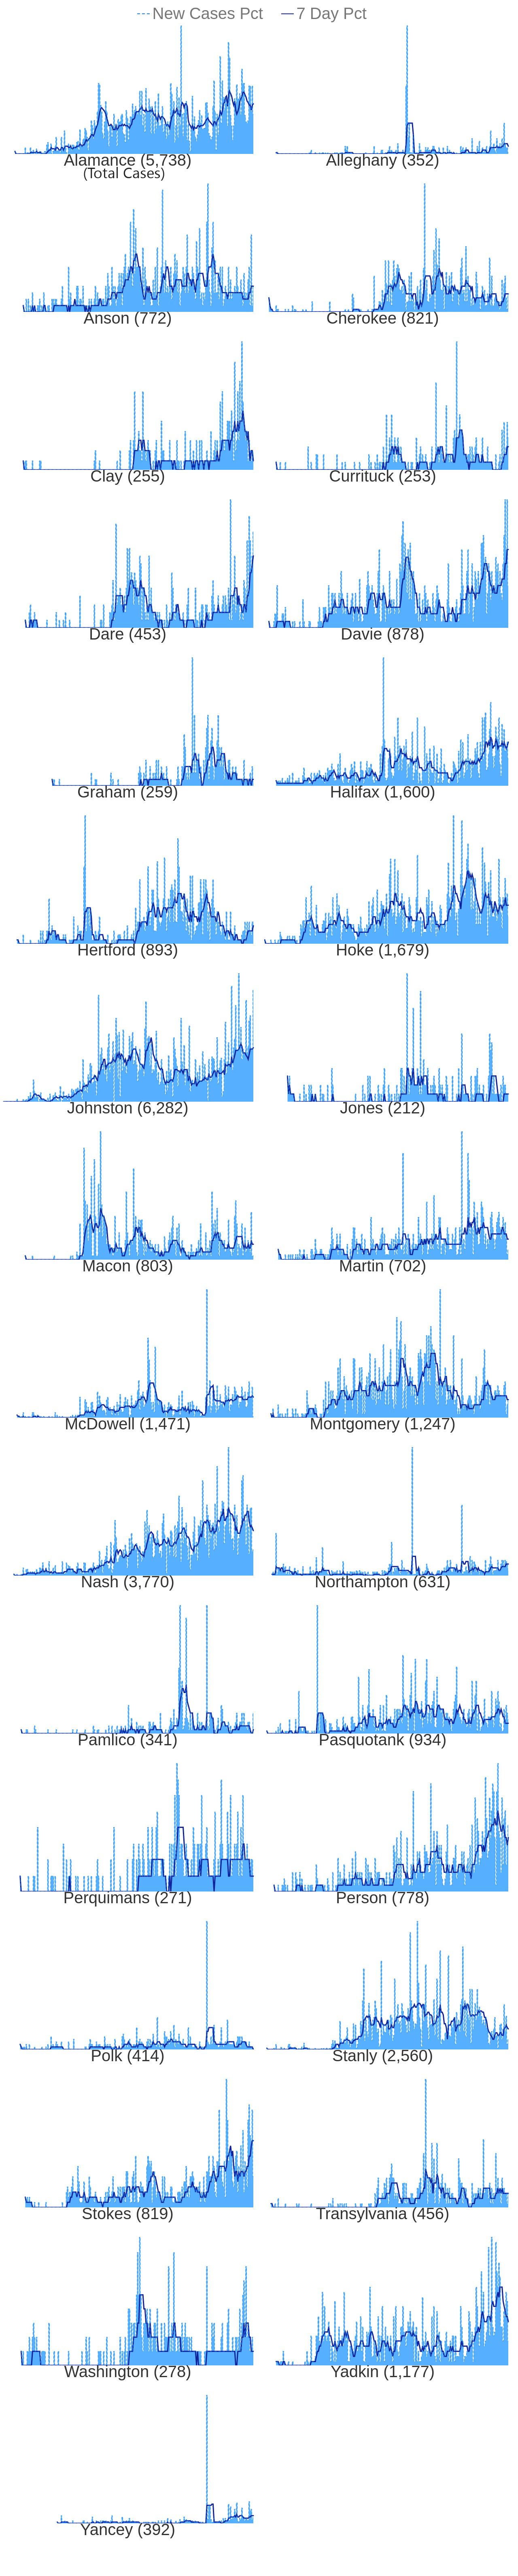 New Cases Pct 7 Day Pct
Alamance (5,738) Alleghany (352)
(Total Cases)
Anson (772) Cherokee (821)
Clay (255) Currituck (253)
Dare (453) Davie (878)
Graham (259) Halifax (1,600)
Hertford (893) Hoke (1,679)
Johnston (6,282) Jones (212)
Macon (803) Martin (702)
McDowell (1,471) Montgomery (1,247)
Nash (3,770) Northampton (631)
Pamlico (341) Pasquotank (934)
Perquimans (271) Person (778)
Polk (414) Stanly (2,560)
Stokes (819) Transylvania (456)
Washington (278) Yadkin (1,177)
Yancey (392)